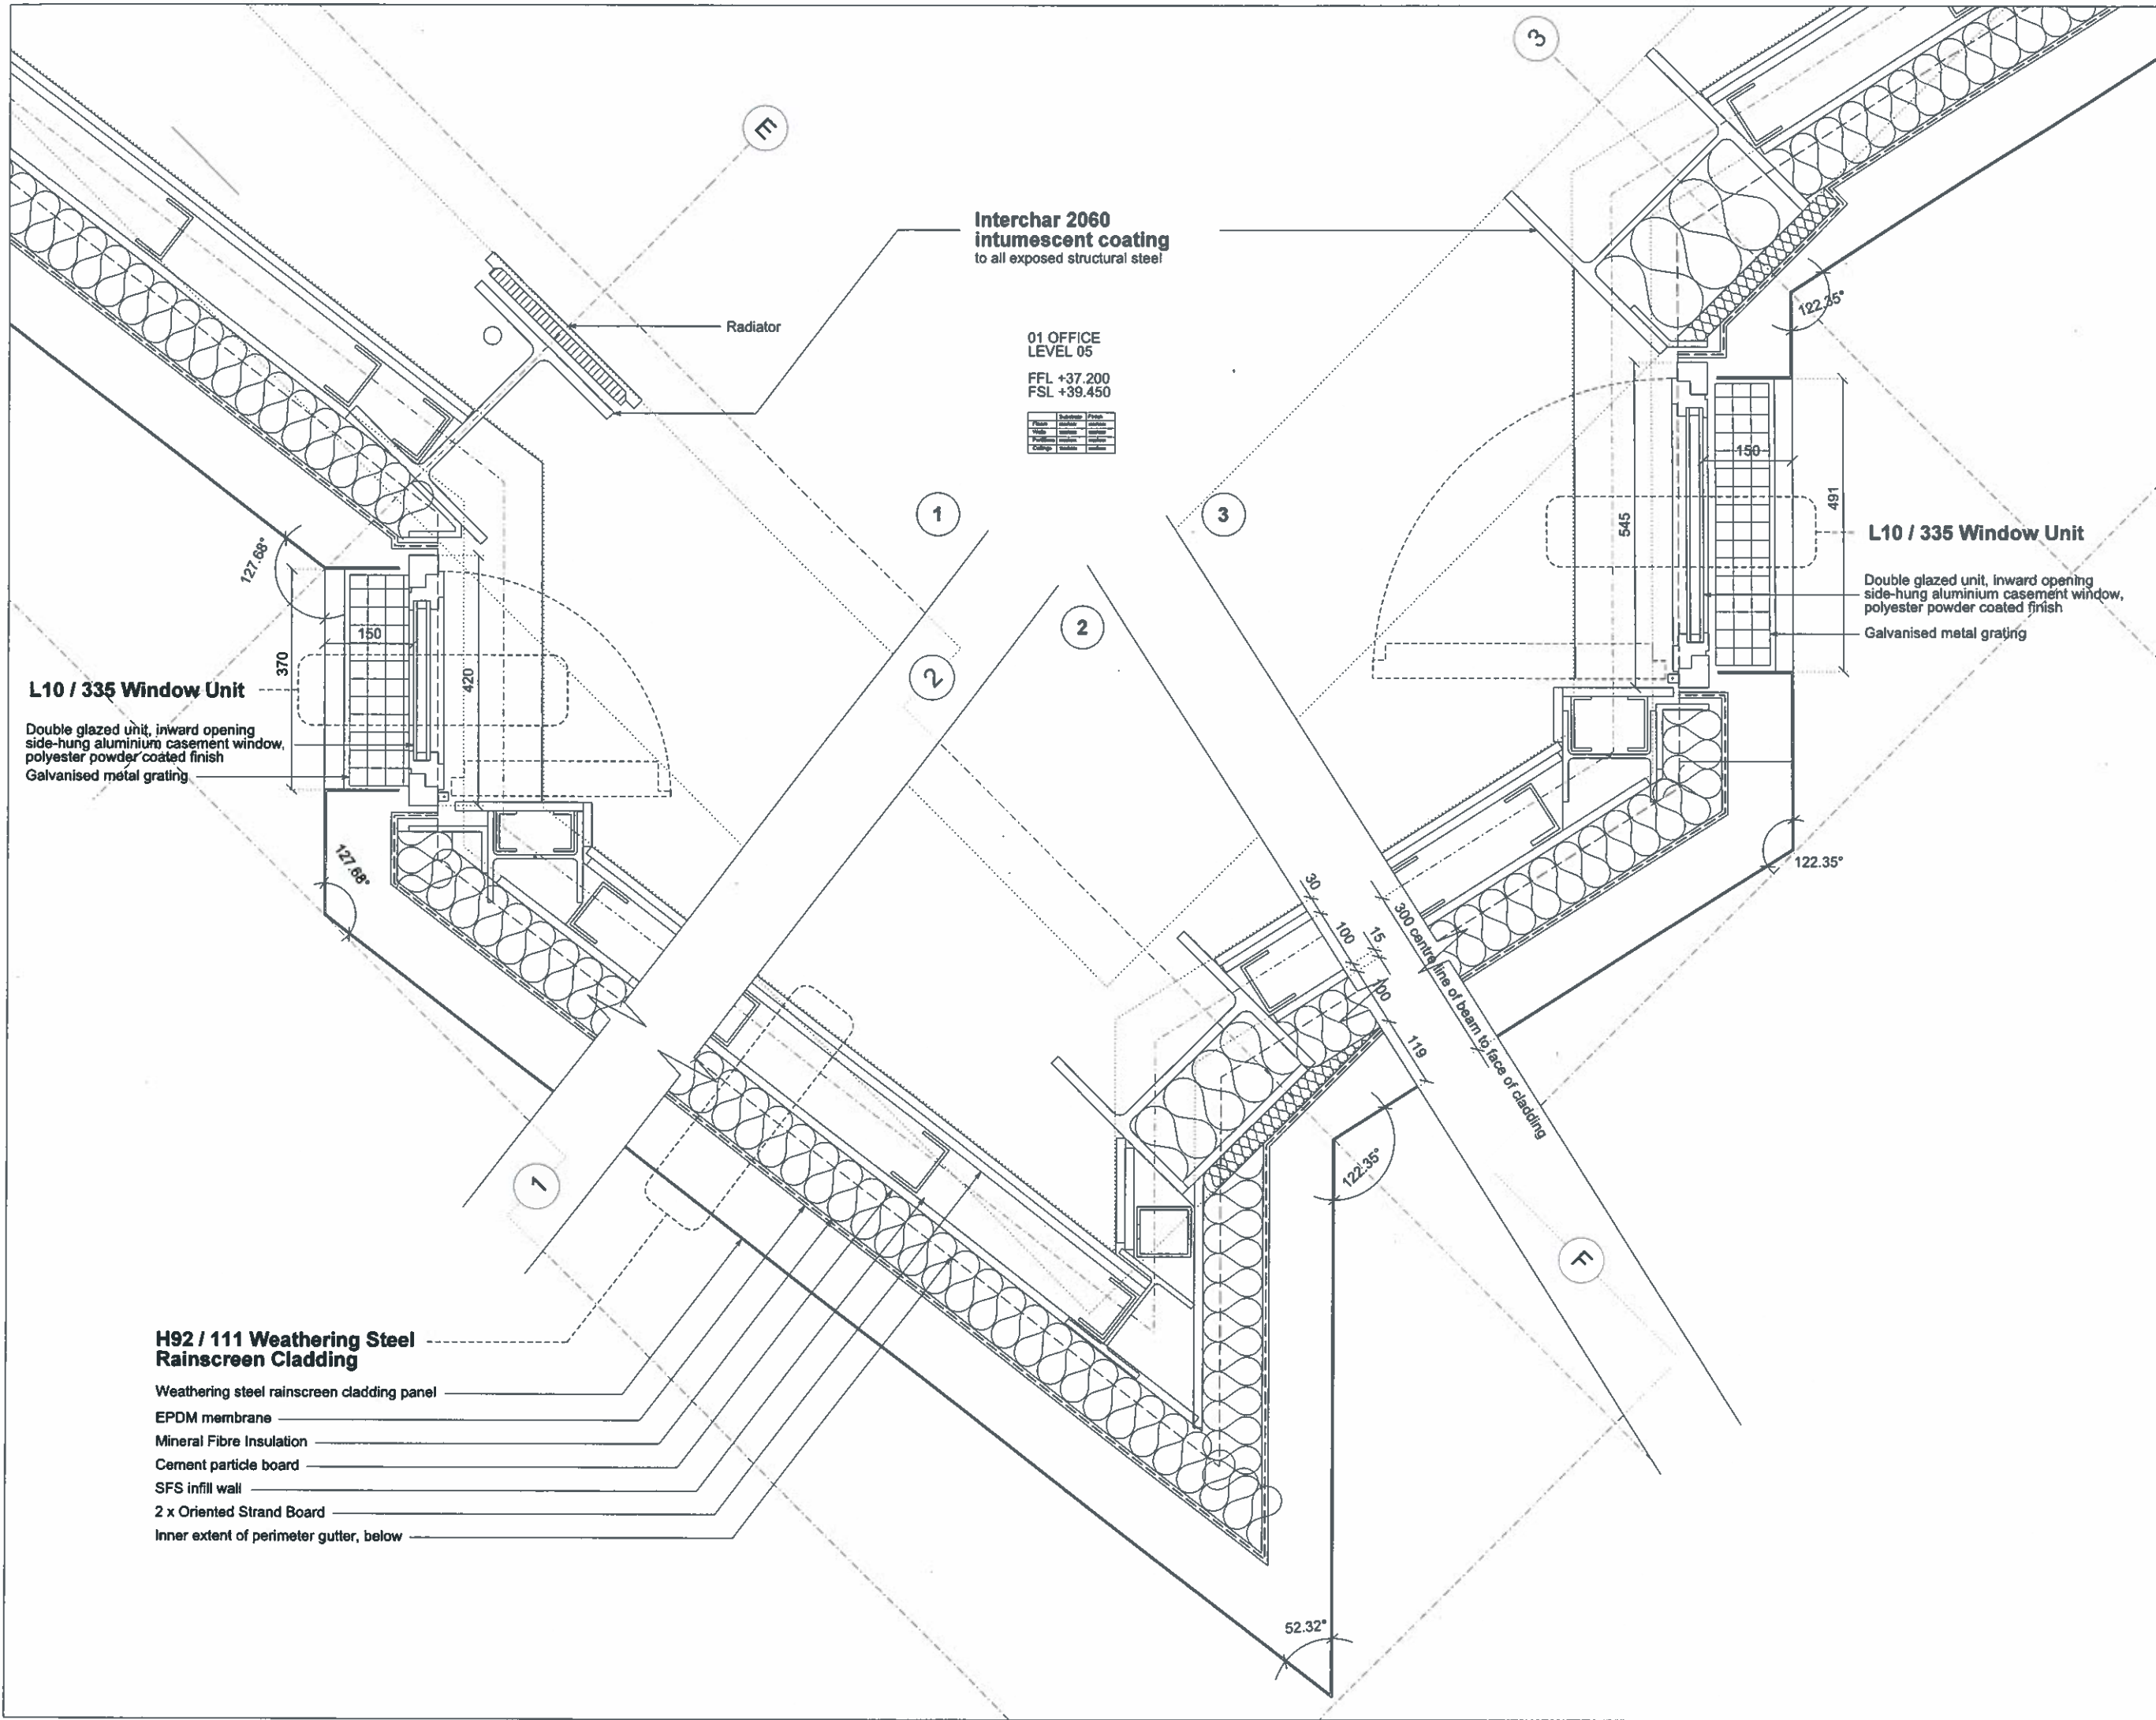 3
E
Interchar 2060
intumescent coating
to all exposed structural steel
Radiator
01 OFFICE
LEVEL 05
FFL +37.200
FSL +39.450
Substrate Finish
Floors
Walls
Partitions
Ceilings
122.35°
545
150
491
L10 / 335 Window Unit
Double glazed unit, inward opening
side-hung aluminium casement window,
polyester powder coated finish
Galvanised metal grating
1
3
2
2
127.68°
370
150
420
L10 / 335 Window Unit
Double glazed unit, inward opening
side-hung aluminium casement window,
polyester powder coated finish
Galvanised metal grating
127.68°
122.35°
30
100
15
100
119
300 centre line of beam to face of cladding
122.35°
1
F
H92 / 111 Weathering Steel
Rainscreen Cladding
Weathering steel rainscreen cladding panel
EPDM membrane
Mineral Fibre Insulation
Cement particle board
SFS infill wall
2 x Oriented Strand Board
Inner extent of perimeter gutter, below
52.32°